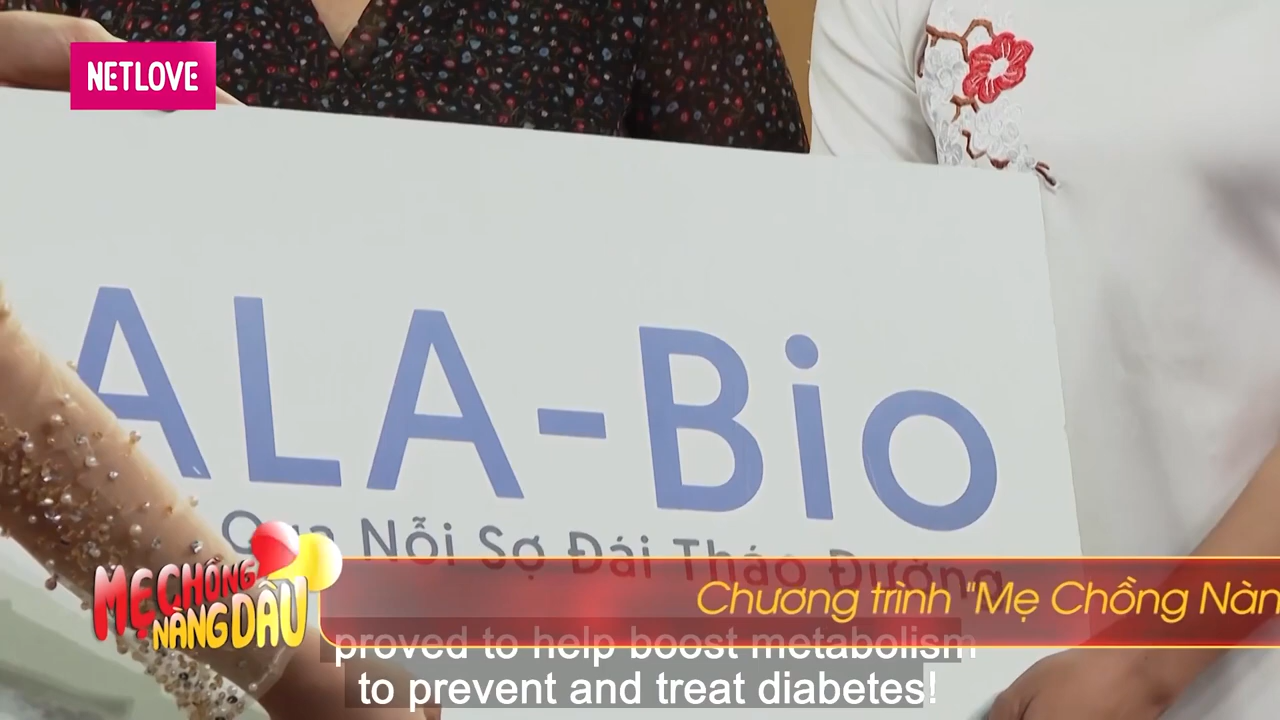 NETLOVE
ALA-Bio
Qua Nỗi Sợ Đái Tháo Đường
MẸ CHỒNG
NÀNG DÂU
Chương trình "Mẹ Chồng Nàn
proved to help boost metabolism
to prevent and treat diabetes!